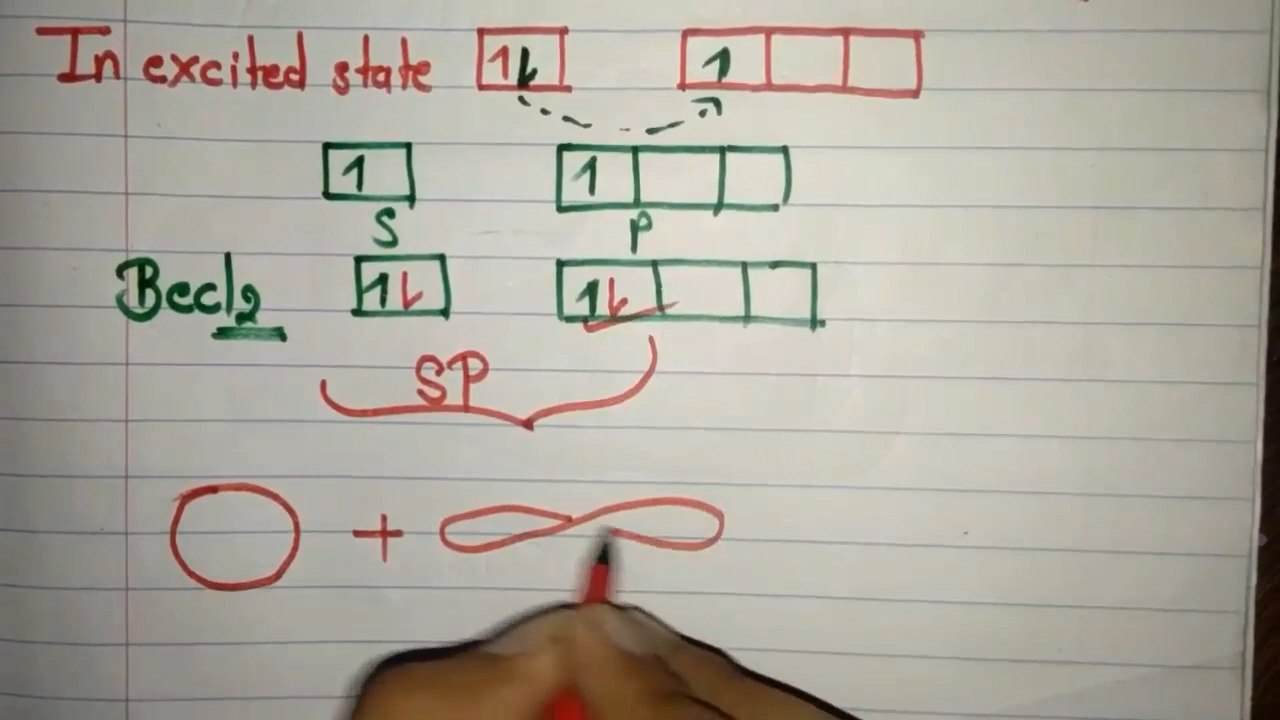 In excited state 1⇂ 1
1 1
S P
Becl2 1⇂ 1⇂
SP
+